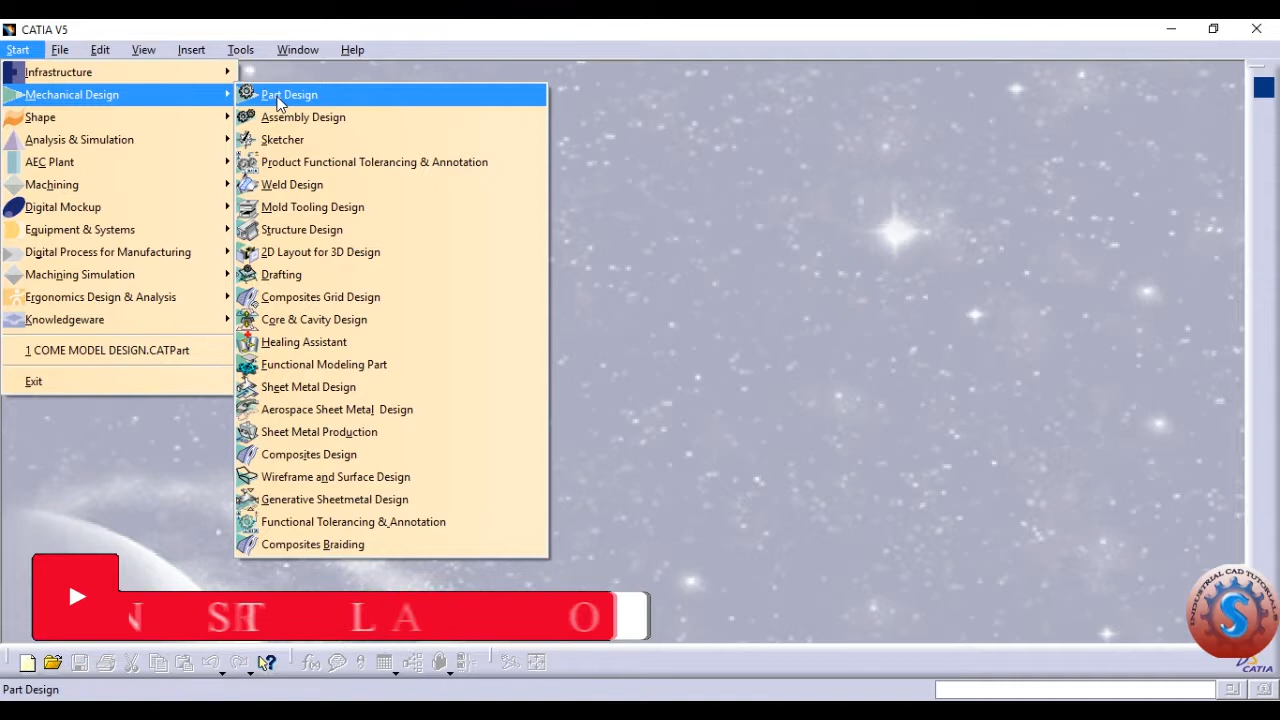 CATIA V5
Start File Edit View Insert Tools Window Help
Infrastructure
Mechanical Design
Shape
Analysis & Simulation
AEC Plant
Machining
Digital Mockup
Equipment & Systems
Digital Process for Manufacturing
Machining Simulation
Ergonomics Design & Analysis
Knowledgeware
1 COME MODEL DESIGN.CATPart
Exit
Part Design
Assembly Design
Sketcher
Product Functional Tolerancing & Annotation
Weld Design
Mold Tooling Design
Structure Design
2D Layout for 3D Design
Drafting
Composites Grid Design
Core & Cavity Design
Healing Assistant
Functional Modeling Part
Sheet Metal Design
Aerospace Sheet Metal Design
Sheet Metal Production
Composites Design
Wireframe and Surface Design
Generative Sheetmetal Design
Functional Tolerancing & Annotation
Composites Braiding
INDUSTRIAL CAD TUTORIALS
S
CATIA
Part Design